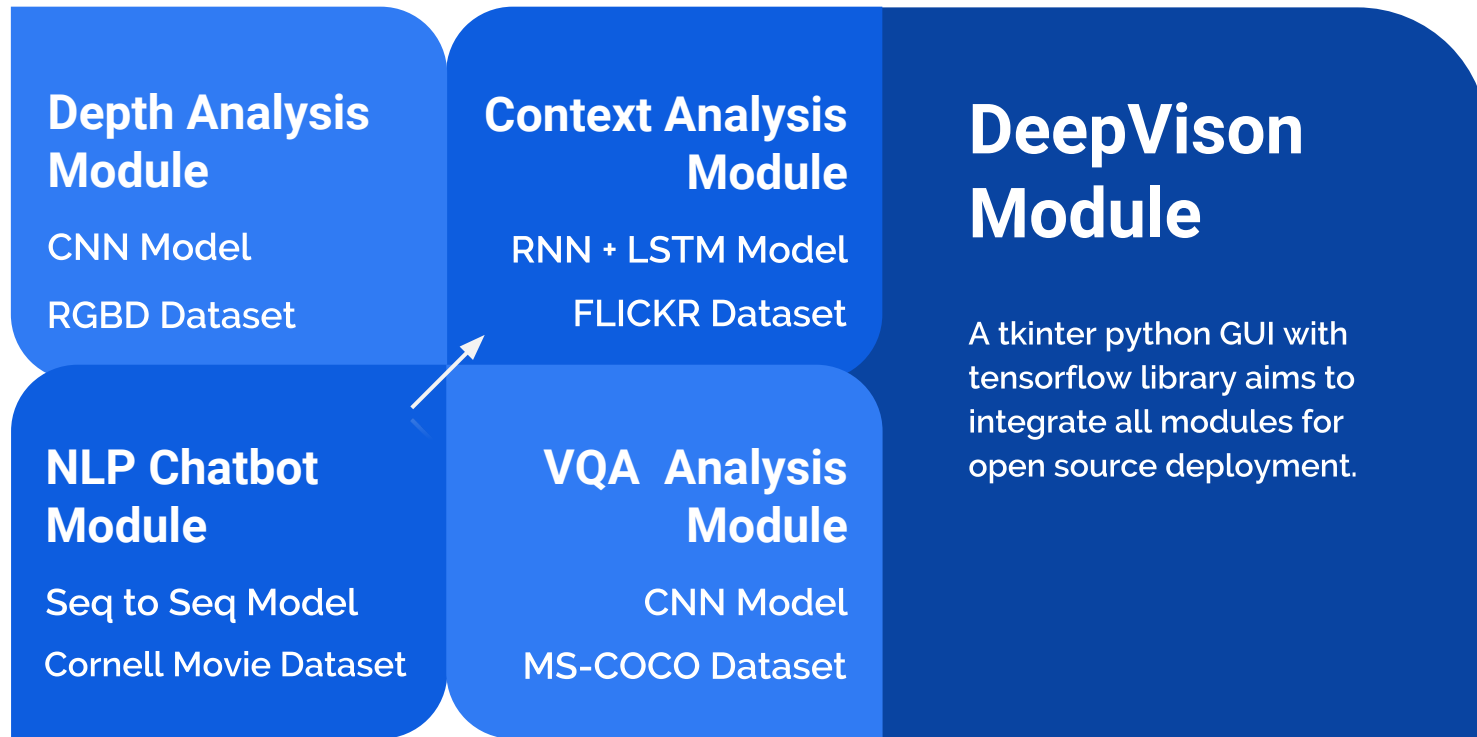 Depth Analysis
Module
CNN Model
RGBD Dataset
Context Analysis
Module
RNN + LSTM Model
FLICKR Dataset
NLP Chatbot
Module
Seq to Seq Model
Cornell Movie Dataset
VQA Analysis
Module
CNN Model
MS-COCO Dataset
DeepVison
Module
A tkinter python GUI with
tensorflow library aims to
integrate all modules for
open source deployment.